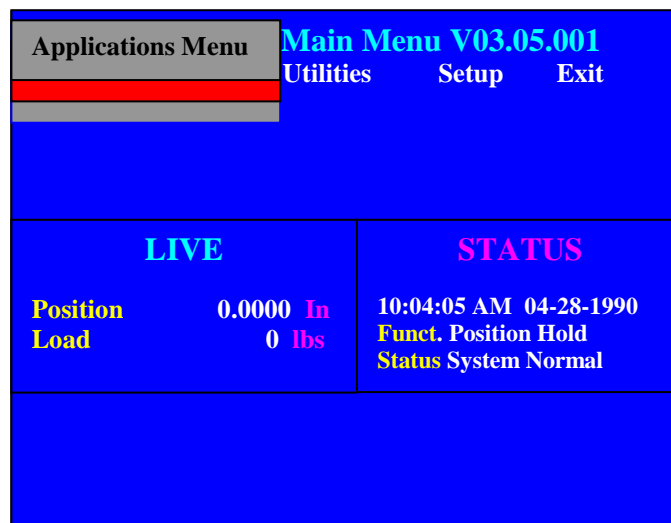 Applications Menu
Main Menu V03.05.001
Utilities Setup Exit
LIVE
Position 0.0000 In
Load 0 lbs
STATUS
10:04:05 AM 04-28-1990
Funct. Position Hold
Status System Normal